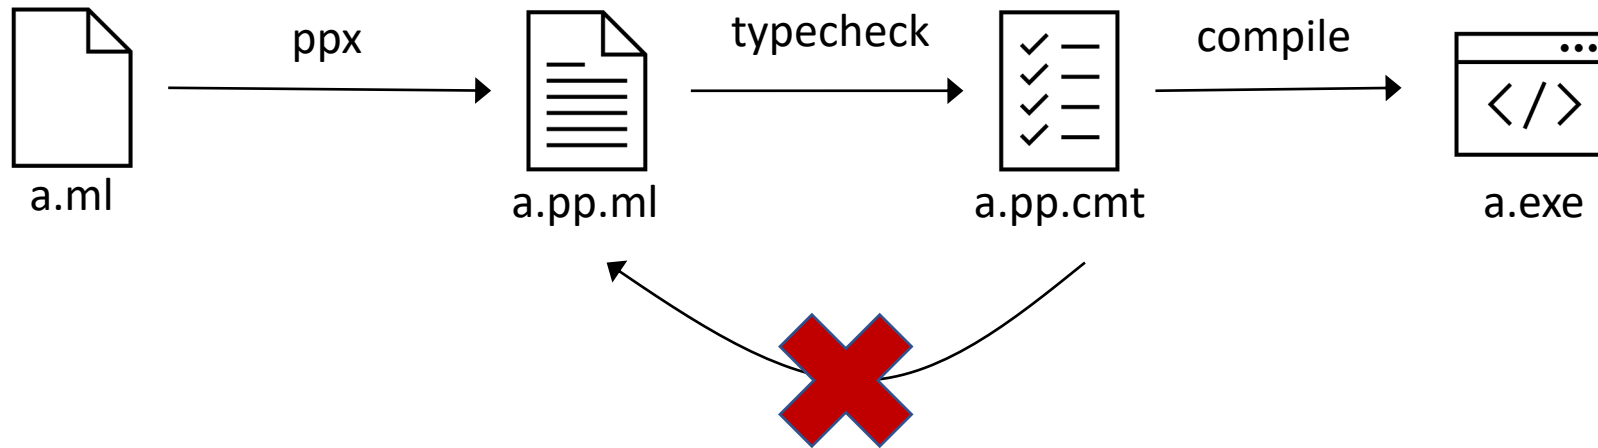 ppx
typecheck
compile
</>
a.ml
a.pp.ml
a.pp.cmt
a.exe